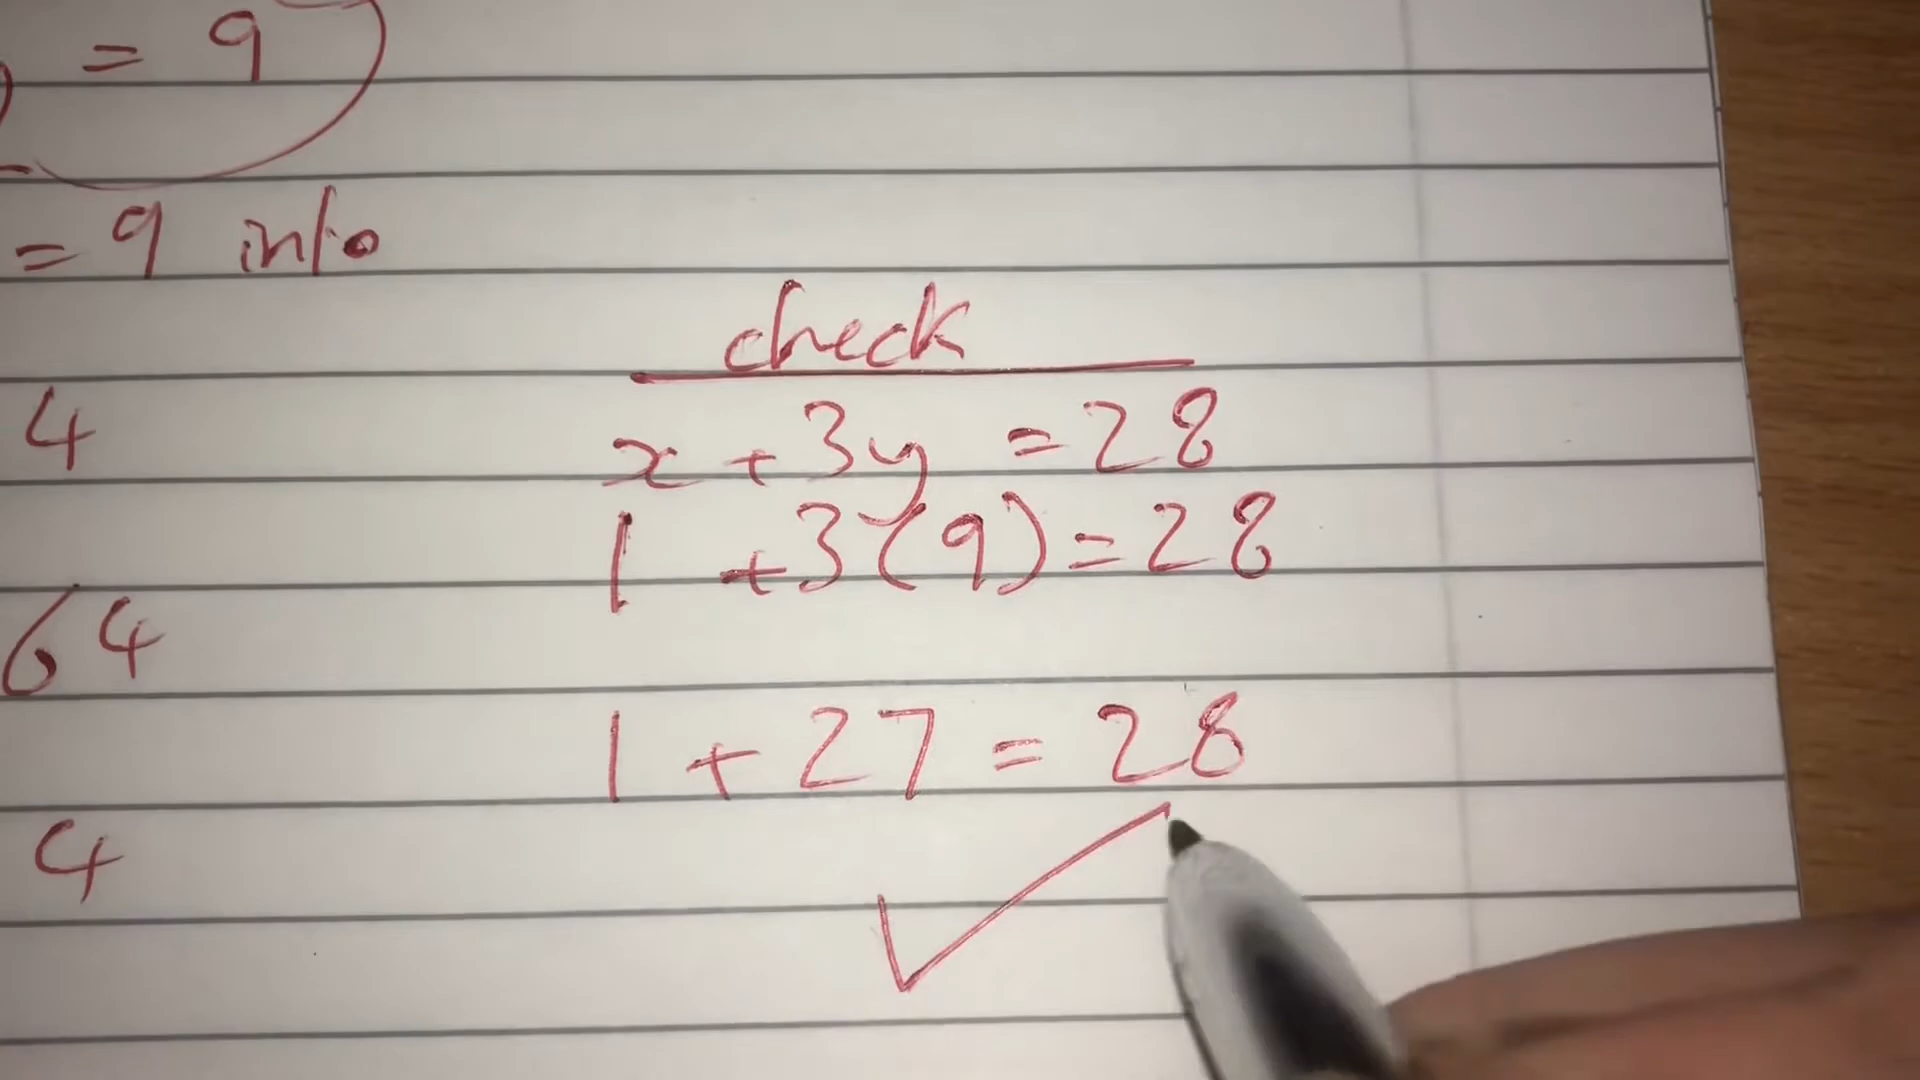 = 9
= 9 into
4
64
4
check
x + 3y = 28
1 + 3(9) = 28
1 + 27 = 28